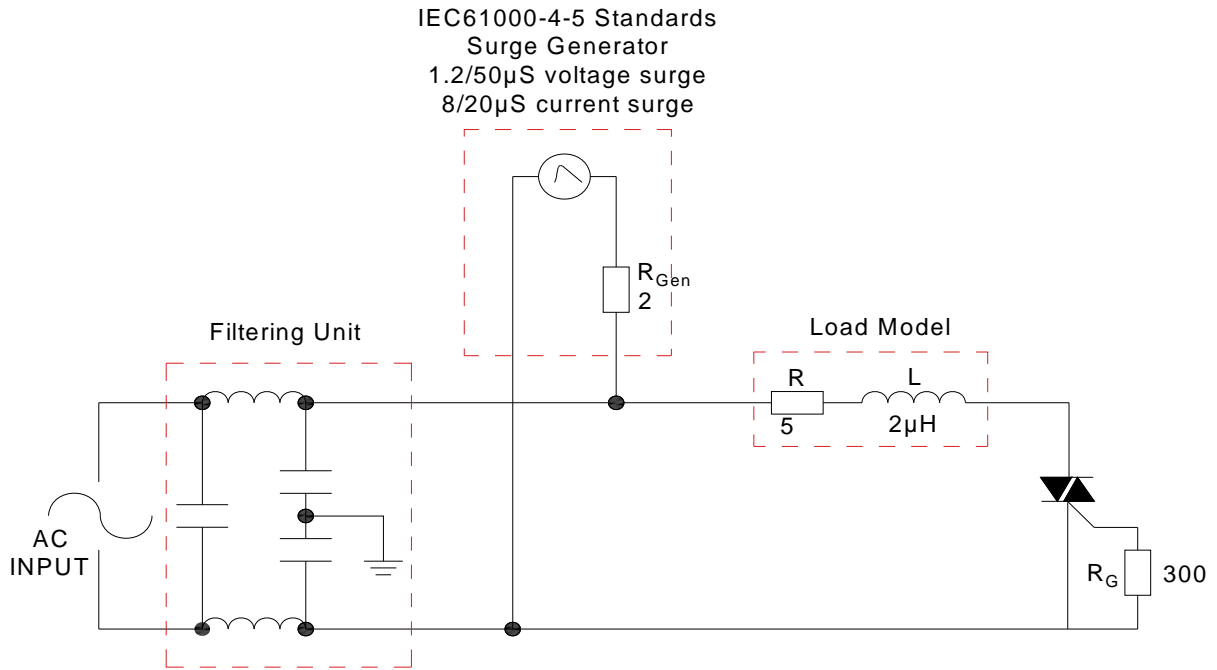 IEC61000-4-5 Standards
Surge Generator
1.2/50µS voltage surge
8/20µS current surge
RGen
2
Filtering Unit
Load Model
R
L
5
2µH
AC
INPUT
RG
300